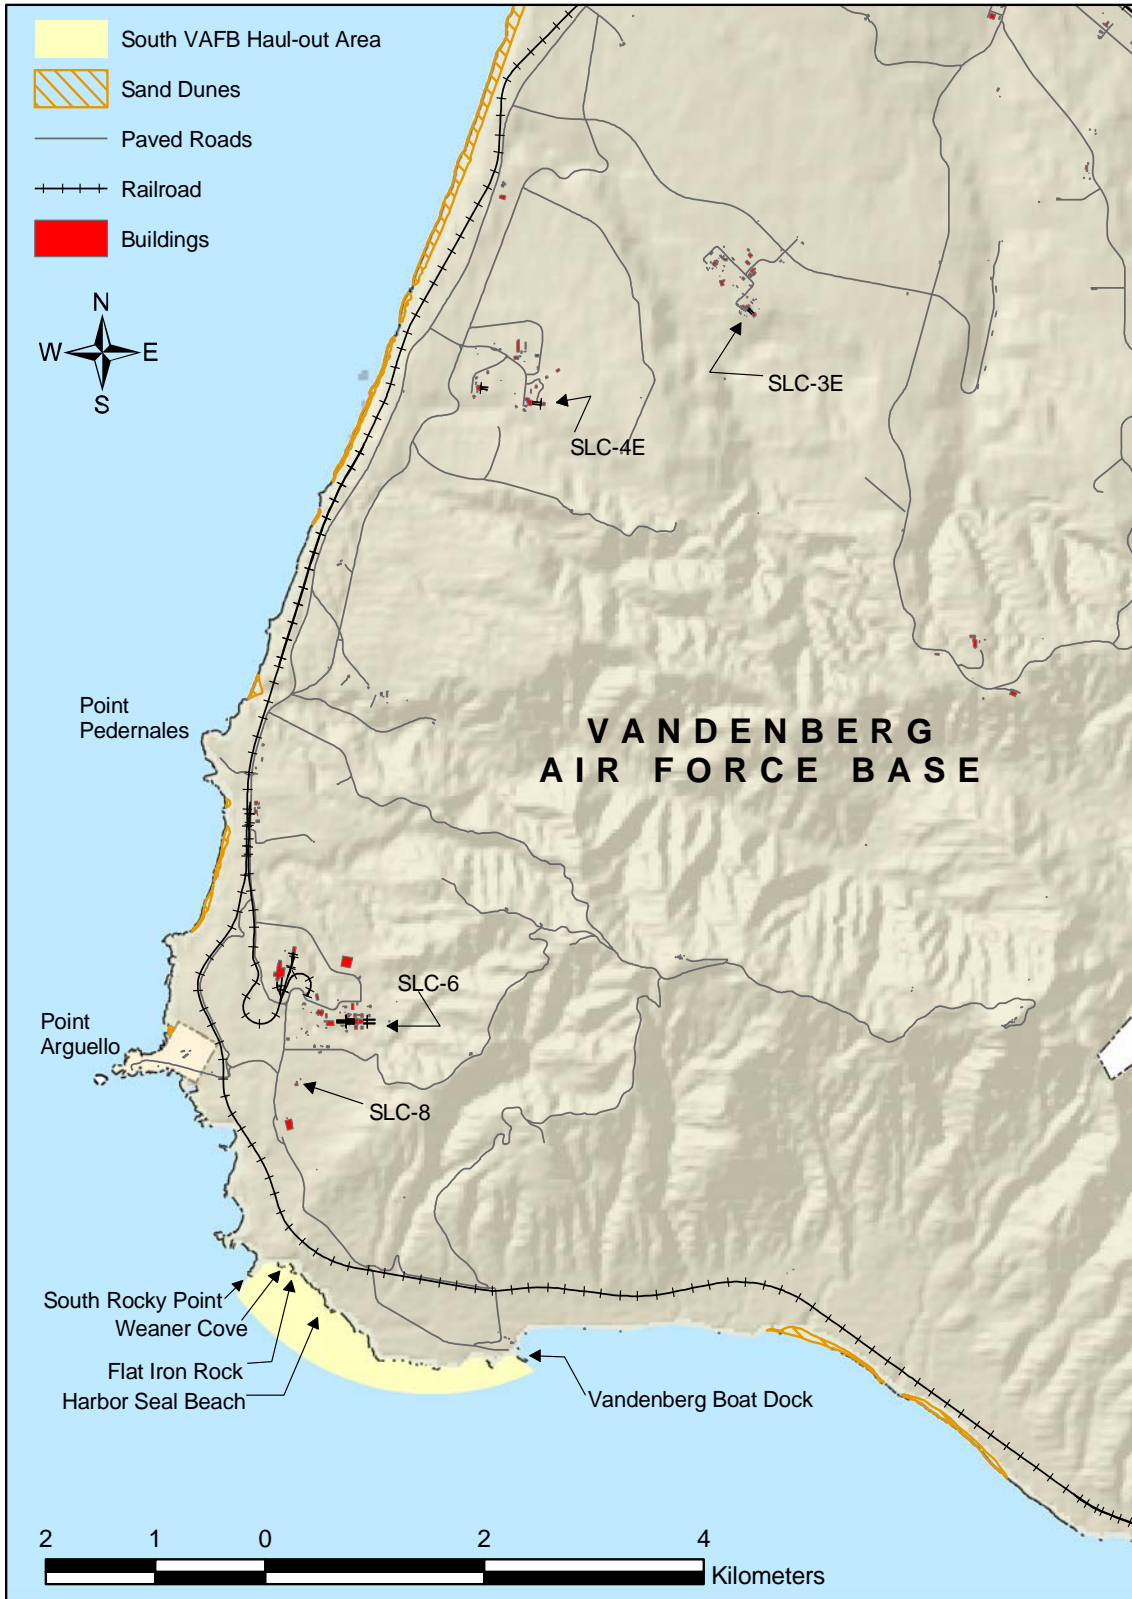 South VAFB Haul-out Area
Sand Dunes
Paved Roads
Railroad
Buildings
N
W E
S
SLC-3E
SLC-4E
Point
Pedernales
VANDENBERG
AIR FORCE BASE
SLC-6
Point
Arguello
SLC-8
South Rocky Point
Weaner Cove
Flat Iron Rock
Harbor Seal Beach
Vandenberg Boat Dock
2 1 0 2 4
Kilometers